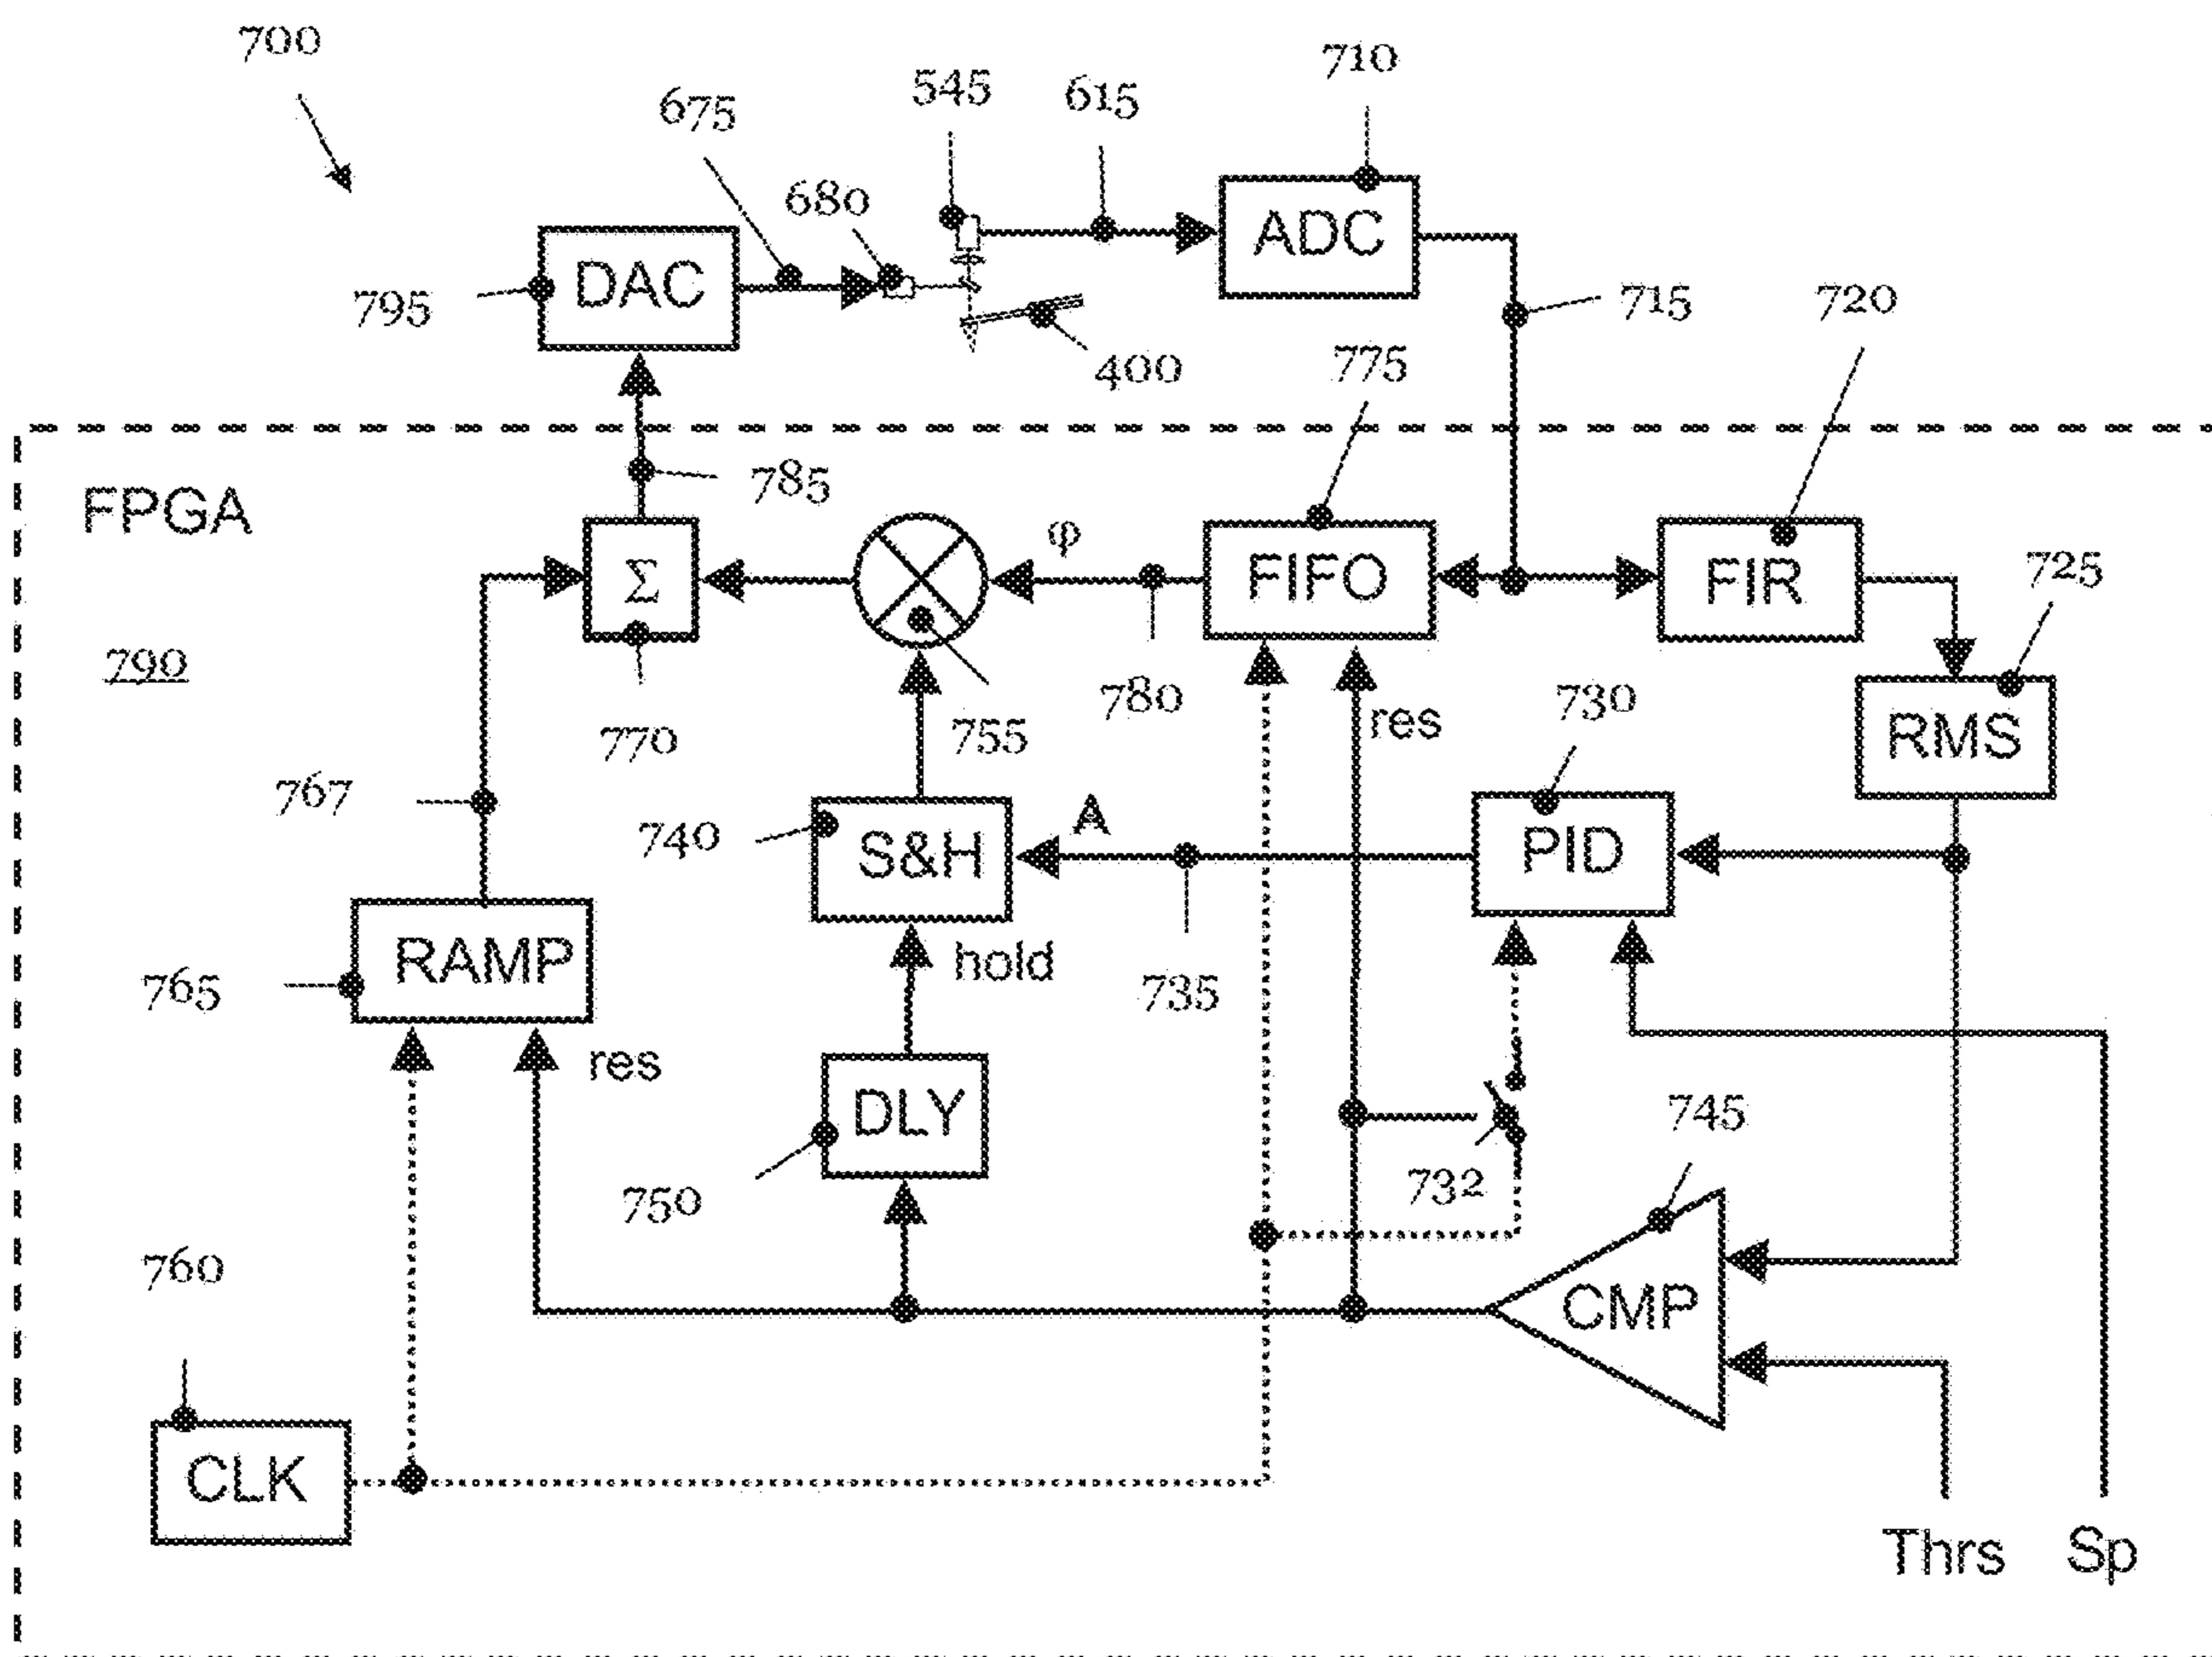 700
710
545
615
675
680
ADC
DAC
795
715
720
400
775
785
FPGA
φ
FIFO
FIR
725
Σ
790
780
730
res
RMS
770
755
767
A
740
S&H
PID
RAMP
hold
765
735
res
DLY
745
732
750
760
CMP
CLK
Thrs
Sp